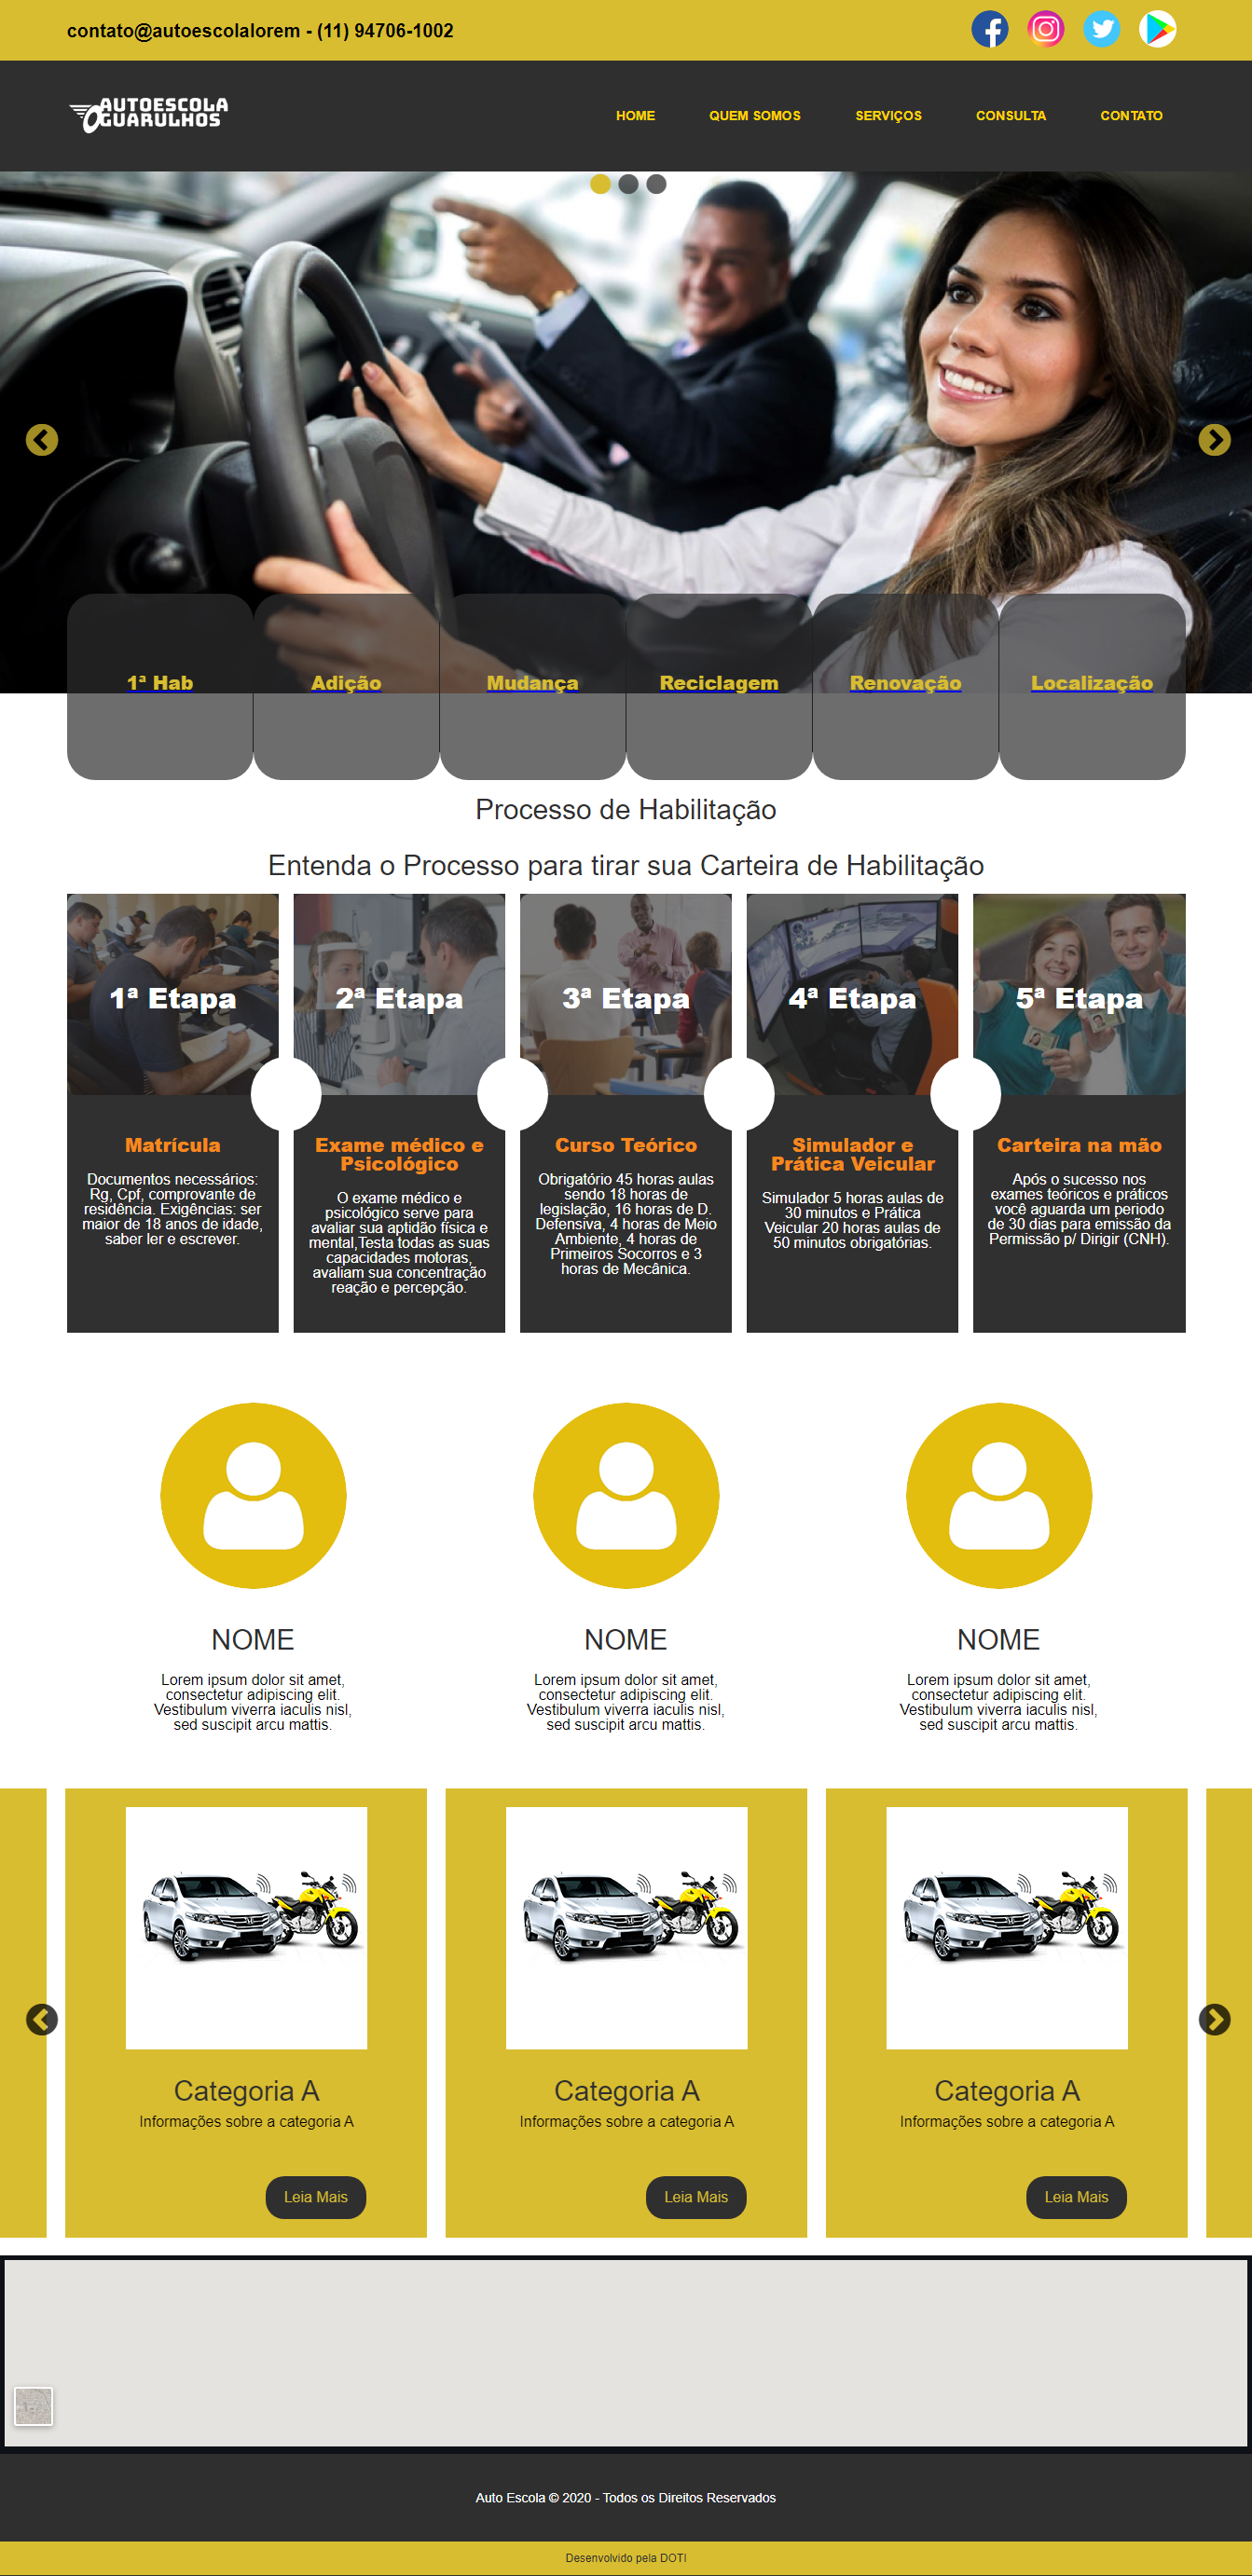 contato@autoescolalorem - (11) 94706-1002
AUTOESCOLA
GUARULHOS
HOME QUEM SOMOS SERVIÇOS CONSULTA CONTATO
1ª Hab Adição Mudança Reciclagem Renovação Localização
Processo de Habilitação
Entenda o Processo para tirar sua Carteira de Habilitação
1ª Etapa
Matrícula
Documentos necessários:
Rg, Cpf, comprovante de
residência. Exigências: ser
maior de 18 anos de idade,
saber ler e escrever.
2ª Etapa
Exame médico e
Psicológico
O exame médico e
psicológico serve para
avaliar sua aptidão física e
mental,Testa todas as suas
capacidades motoras,
avaliam sua concentração
reação e percepção.
3ª Etapa
Curso Teórico
Obrigatório 45 horas aulas
sendo 18 horas de
legislação, 16 horas de D.
Defensiva, 4 horas de Meio
Ambiente, 4 horas de
Primeiros Socorros e 3
horas de Mecânica.
4ª Etapa
Simulador e
Prática Veicular
Simulador 5 horas aulas de
30 minutos e Prática
Veicular 20 horas aulas de
50 minutos obrigatórias.
5ª Etapa
Carteira na mão
Após o sucesso nos
exames teóricos e práticos
você aguarda um periodo
de 30 dias para emissão da
Permissão p/ Dirigir (CNH).
NOME
Lorem ipsum dolor sit amet,
consectetur adipiscing elit.
Vestibulum viverra iaculis nisl,
sed suscipit arcu mattis.
NOME
Lorem ipsum dolor sit amet,
consectetur adipiscing elit.
Vestibulum viverra iaculis nisl,
sed suscipit arcu mattis.
NOME
Lorem ipsum dolor sit amet,
consectetur adipiscing elit.
Vestibulum viverra iaculis nisl,
sed suscipit arcu mattis.
Categoria A
Informações sobre a categoria A
Leia Mais
Categoria A
Informações sobre a categoria A
Leia Mais
Categoria A
Informações sobre a categoria A
Leia Mais
Auto Escola © 2020 - Todos os Direitos Reservados
Desenvolvido pela DOTI